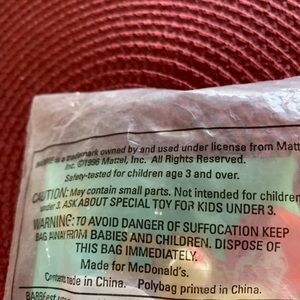 is a trademark owned by and used under license from Matt
Inc. ©1996 Mattel, Inc. All Rights Reserved.
Safety-tested for children age 3 and over.
CAUTION: May contain small parts. Not intended for children
under 3. ASK ABOUT SPECIAL TOY FOR KIDS UNDER 3.
WARNING: TO AVOID DANGER OF SUFFOCATION KEEP
BAG AWAY FROM BABIES AND CHILDREN. DISPOSE OF
THIS BAG IMMEDIATELY.
Made for McDonald's.
Contents made in China. Polybag printed in China.